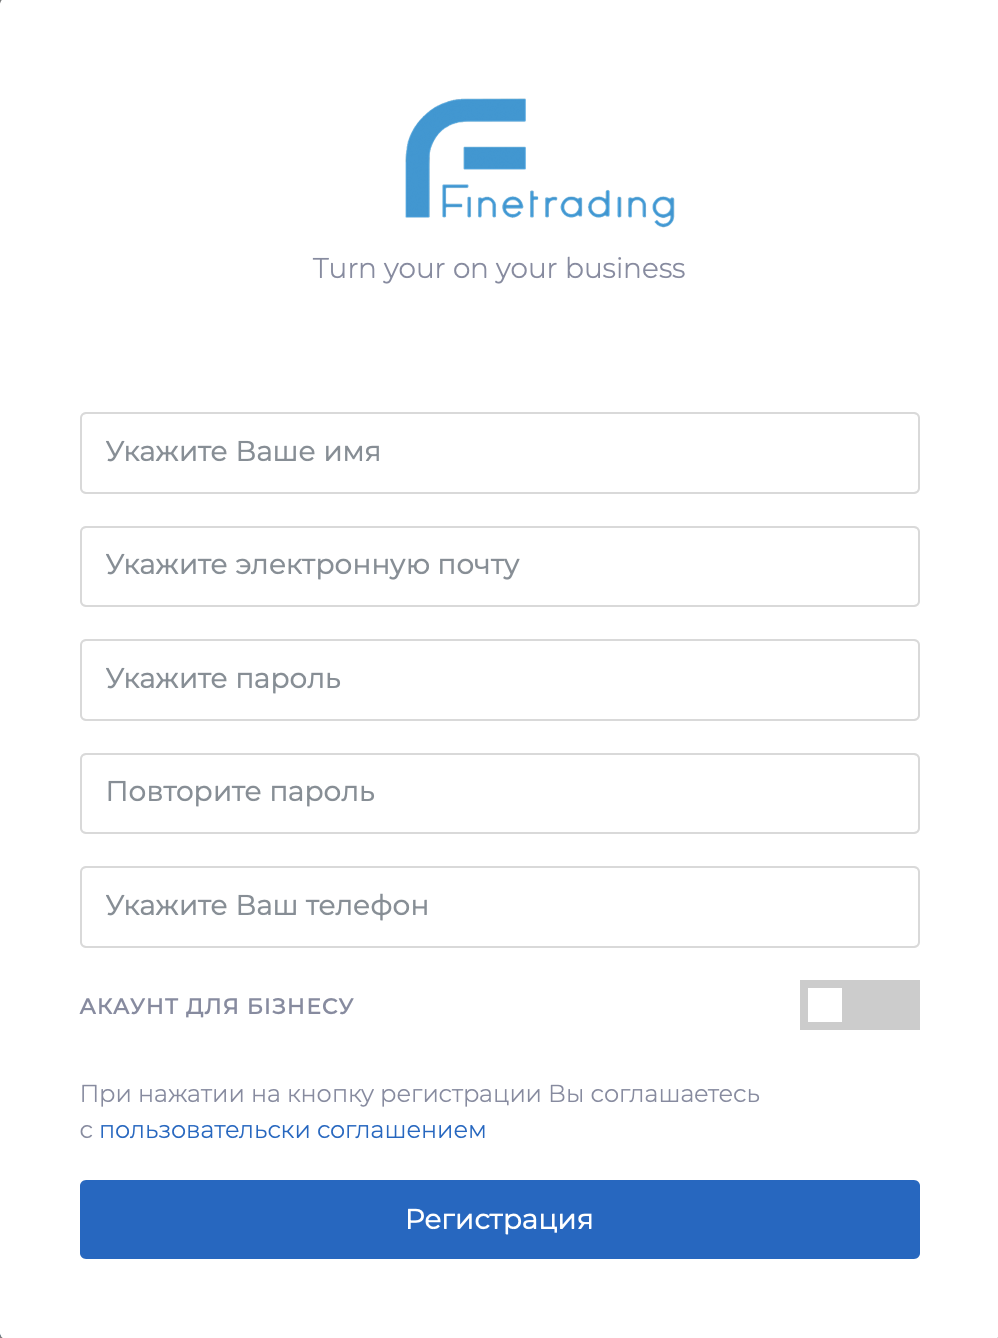 Finetrading
Turn your on your business
Укажите Ваше имя
Укажите электронную почту
Укажите пароль
Повторите пароль
Укажите Ваш телефон
АКАУНТ ДЛЯ БІЗНЕСУ
При нажатии на кнопку регистрации Вы соглашаетесь
с пользовательски соглашением
Регистрация